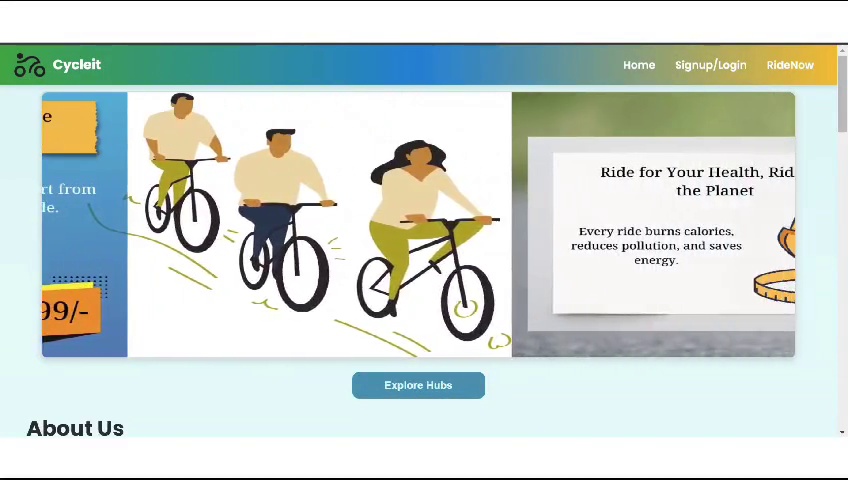 Cycleit
Home
Signup/Login
RideNow
e
rt from
le.
99/-
Ride for Your Health, Rid
the Planet
Every ride burns calories,
reduces pollution, and saves
energy.
Explore Hubs
About Us